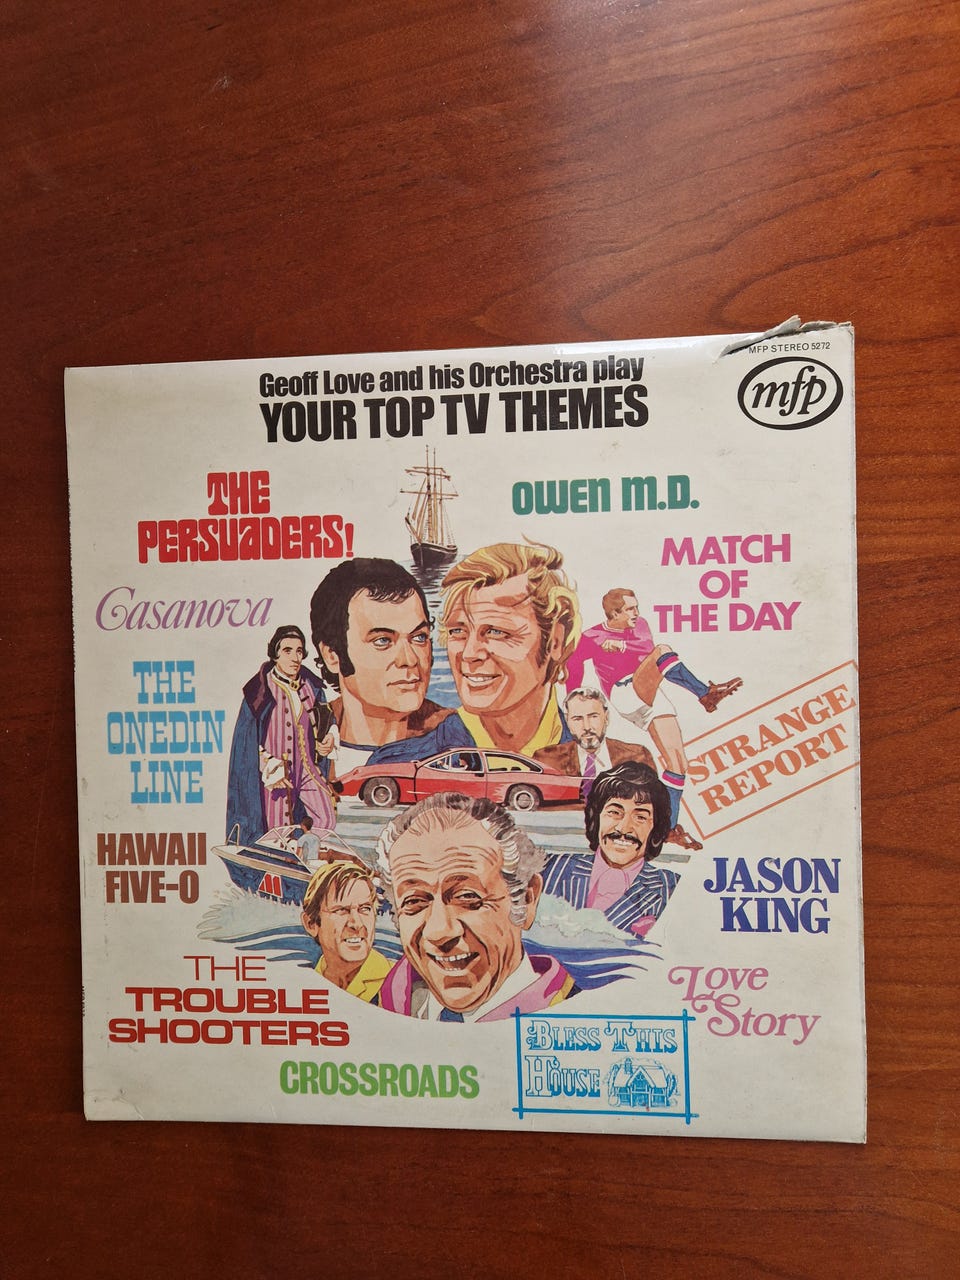 MFP STEREO 5272
mfp
Geoff Love and his Orchestra play
YOUR TOP TV THEMES
THE
PERSUADERS!
OWEN M.D.
MATCH
OF
THE DAY
Casanova
THE
ONEDIN
LINE
STRANGE
REPORT
HAWAII
FIVE-O
JASON
KING
THE
TROUBLE
SHOOTERS
Love
Story
CROSSROADS
BLESS THIS
HOUSE